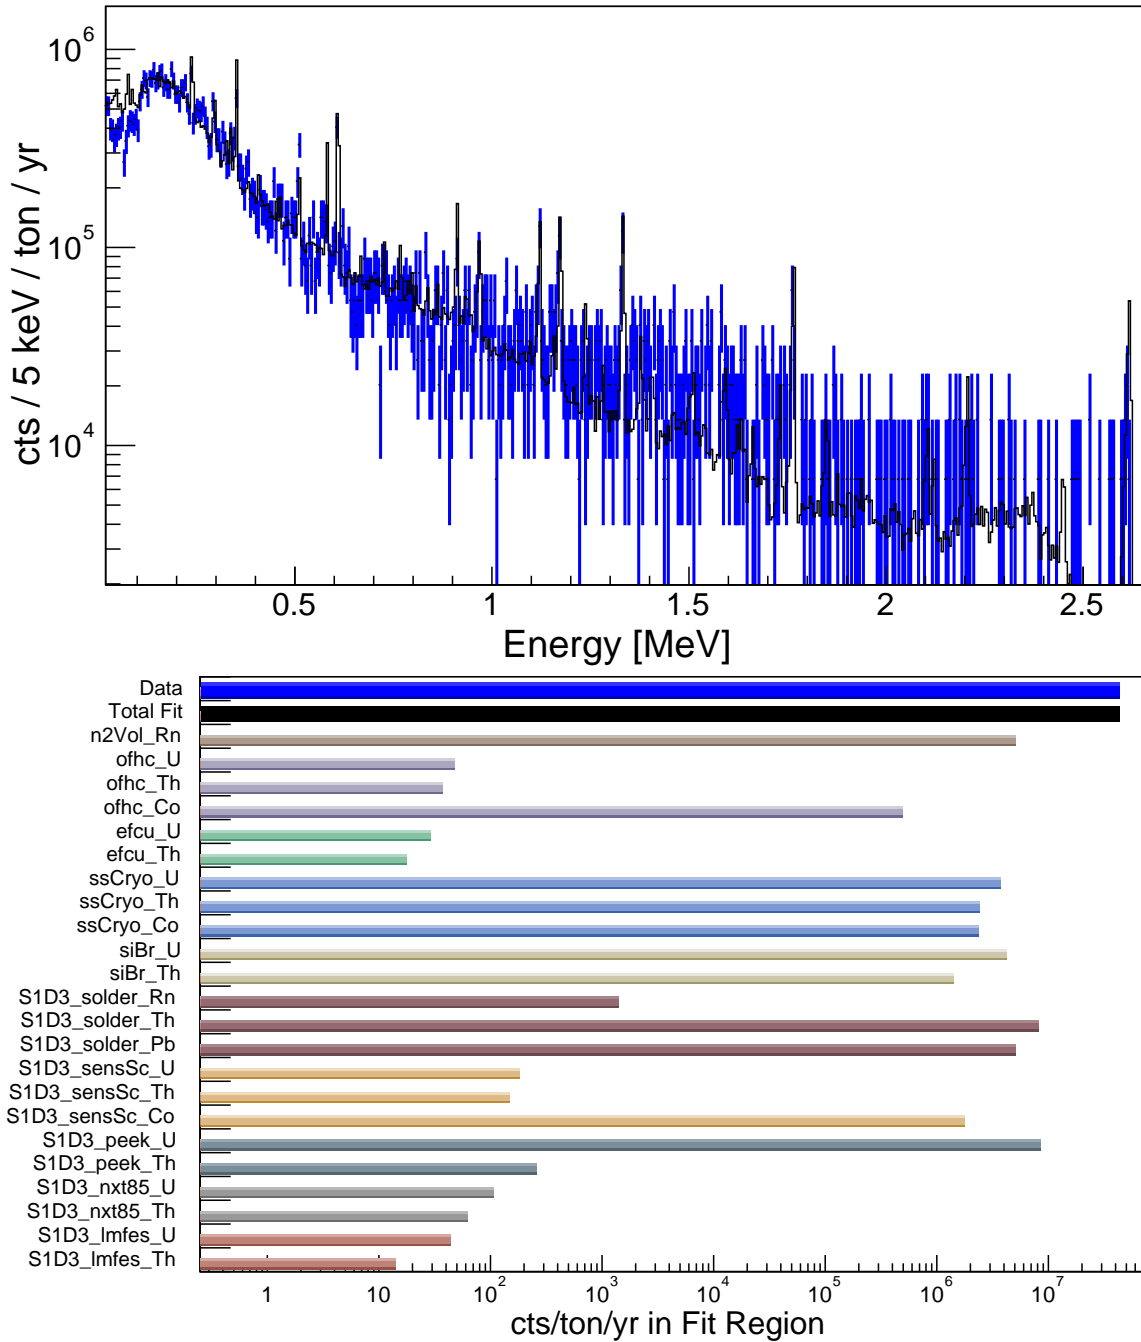 10^6
10^5
10^4
cts / 5 keV / ton / yr
0.5 1 1.5 2 2.5
Energy [MeV]
Data
Total Fit
n2Vol_Rn
ofhc_U
ofhc_Th
ofhc_Co
efcu_U
efcu_Th
ssCryo_U
ssCryo_Th
ssCryo_Co
siBr_U
siBr_Th
S1D3_solder_Rn
S1D3_solder_Th
S1D3_solder_Pb
S1D3_sensSc_U
S1D3_sensSc_Th
S1D3_sensSc_Co
S1D3_peek_U
S1D3_peek_Th
S1D3_nxt85_U
S1D3_nxt85_Th
S1D3_lmfes_U
S1D3_lmfes_Th
1 10 10^2 10^3 10^4 10^5 10^6 10^7
cts/ton/yr in Fit Region